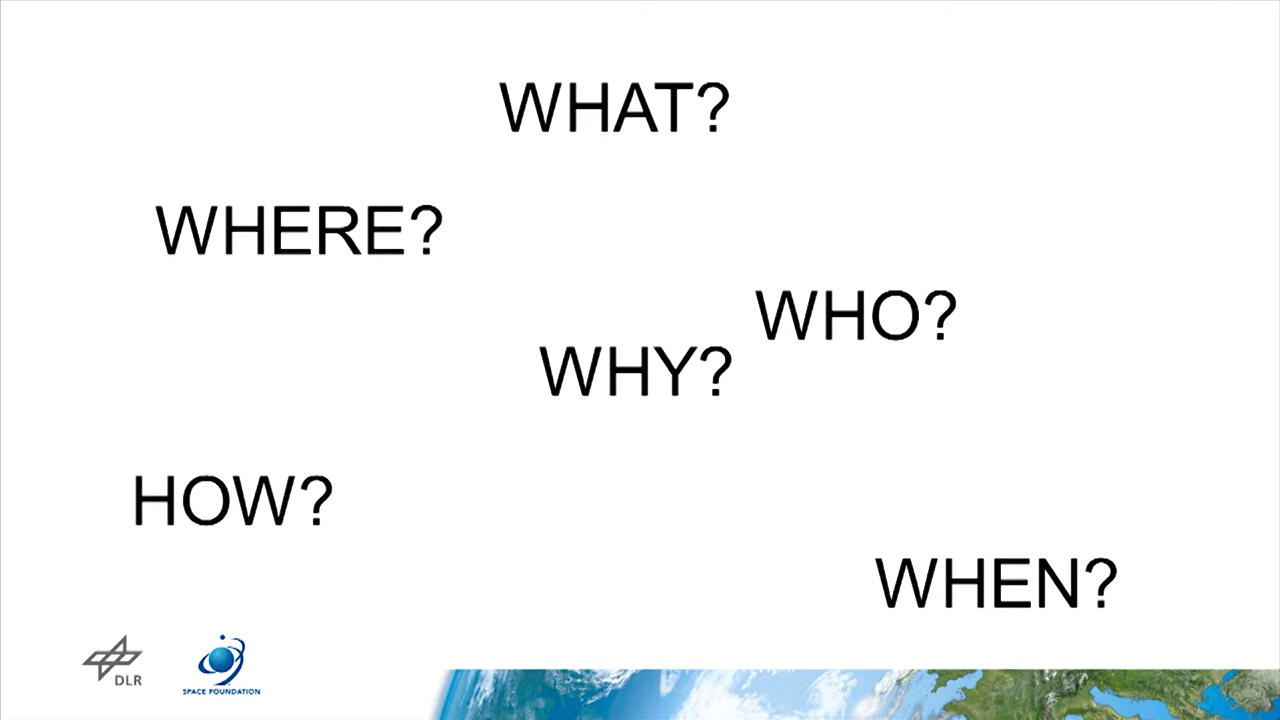 WHAT?
WHERE?
WHO?
WHY?
HOW?
WHEN?
DLR
SPACE FOUNDATION